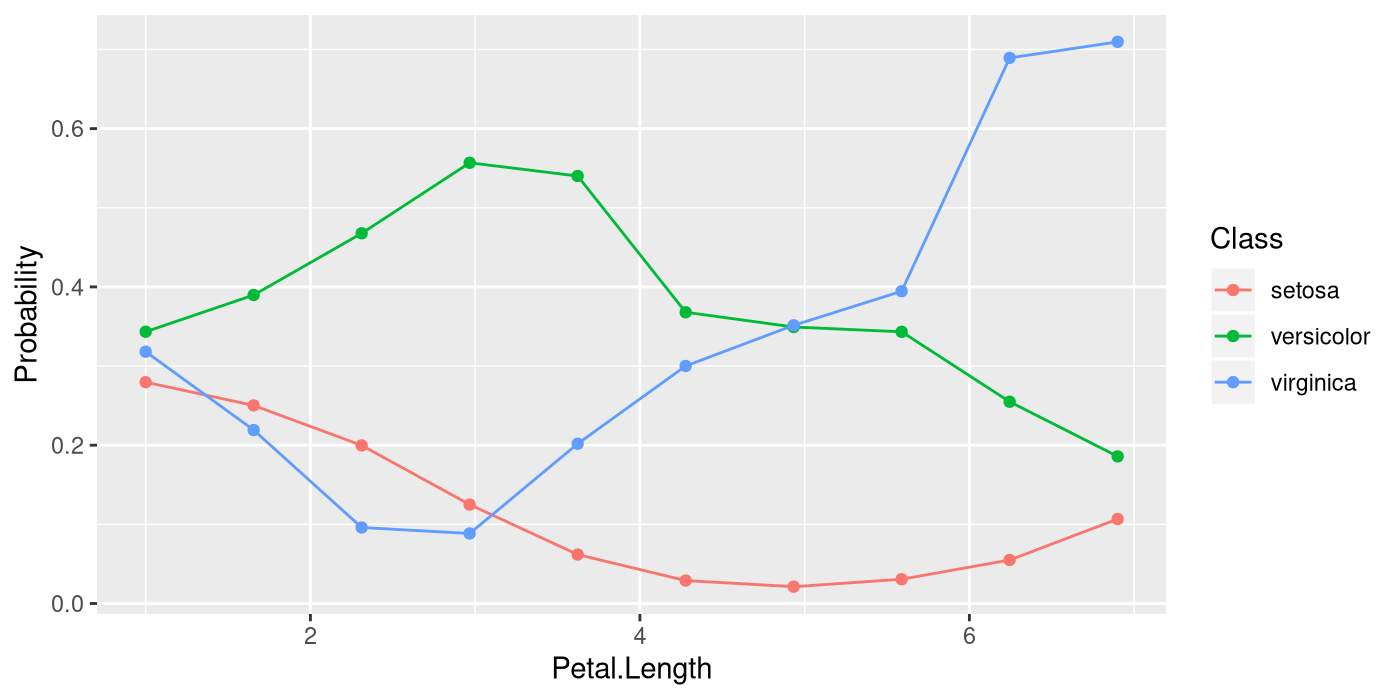 Probability
0.6
0.4
0.2
0.0
2 4 6
Petal.Length
Class
setosa
versicolor
virginica